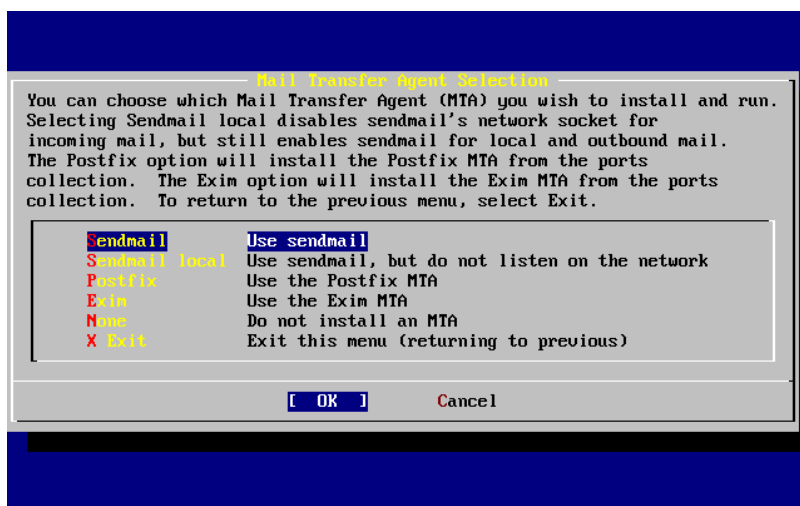 Mail Transfer Agent Selection
You can choose which Mail Transfer Agent (MTA) you wish to install and run.
Selecting Sendmail local disables sendmail's network socket for
incoming mail, but still enables sendmail for local and outbound mail.
The Postfix option will install the Postfix MTA from the ports
collection.  The Exim option will install the Exim MTA from the ports
collection.  To return to the previous menu, select Exit.
Sendmail Use sendmail
Sendmail local Use sendmail, but do not listen on the network
Postfix Use the Postfix MTA
Exim Use the Exim MTA
None Do not install an MTA
X Exit Exit this menu (returning to previous)
[ OK ] Cancel